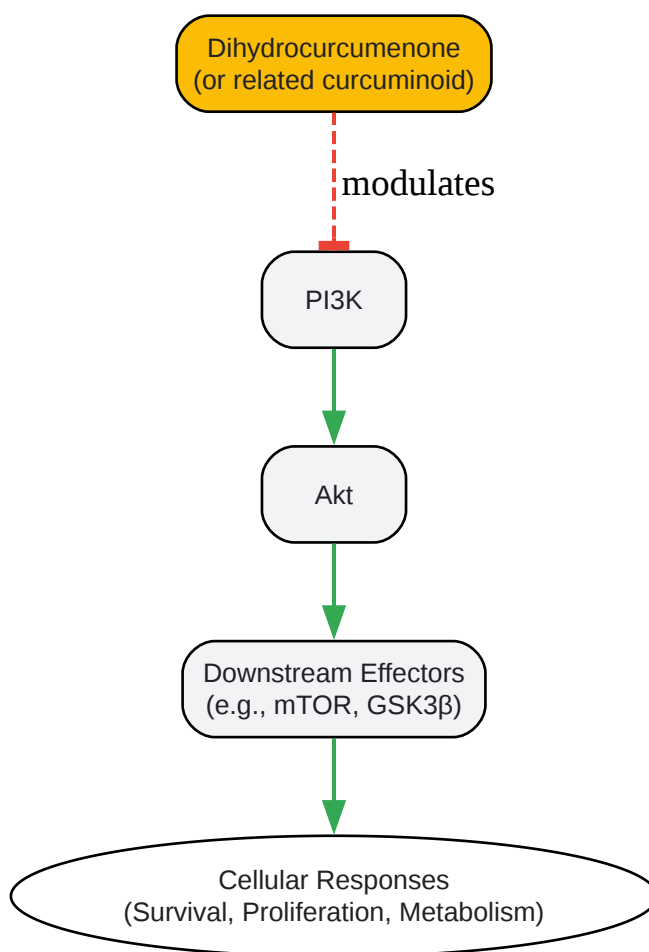 Dihydrocurcumenone
(or related curcuminoid)
modulates
PI3K
Akt
Downstream Effectors
(e.g., mTOR, GSK3β)
Cellular Responses
(Survival, Proliferation, Metabolism)